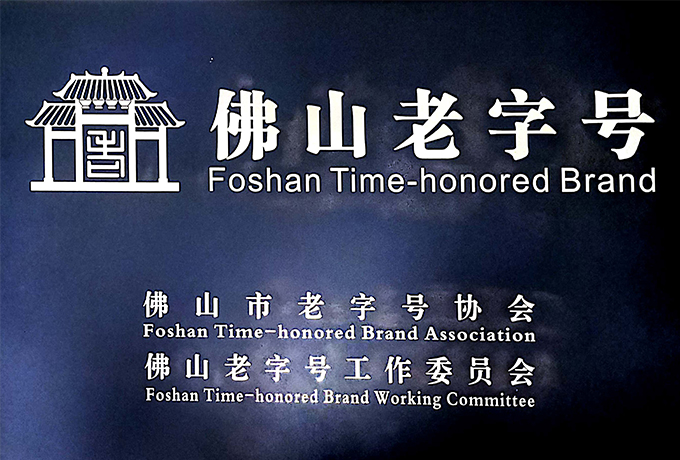 佛山老字号
Foshan Time-honored Brand
佛山市老字号协会
Foshan Time-honored Brand Association
佛山老字号工作委员会
Foshan Time-honored Brand Working Committee